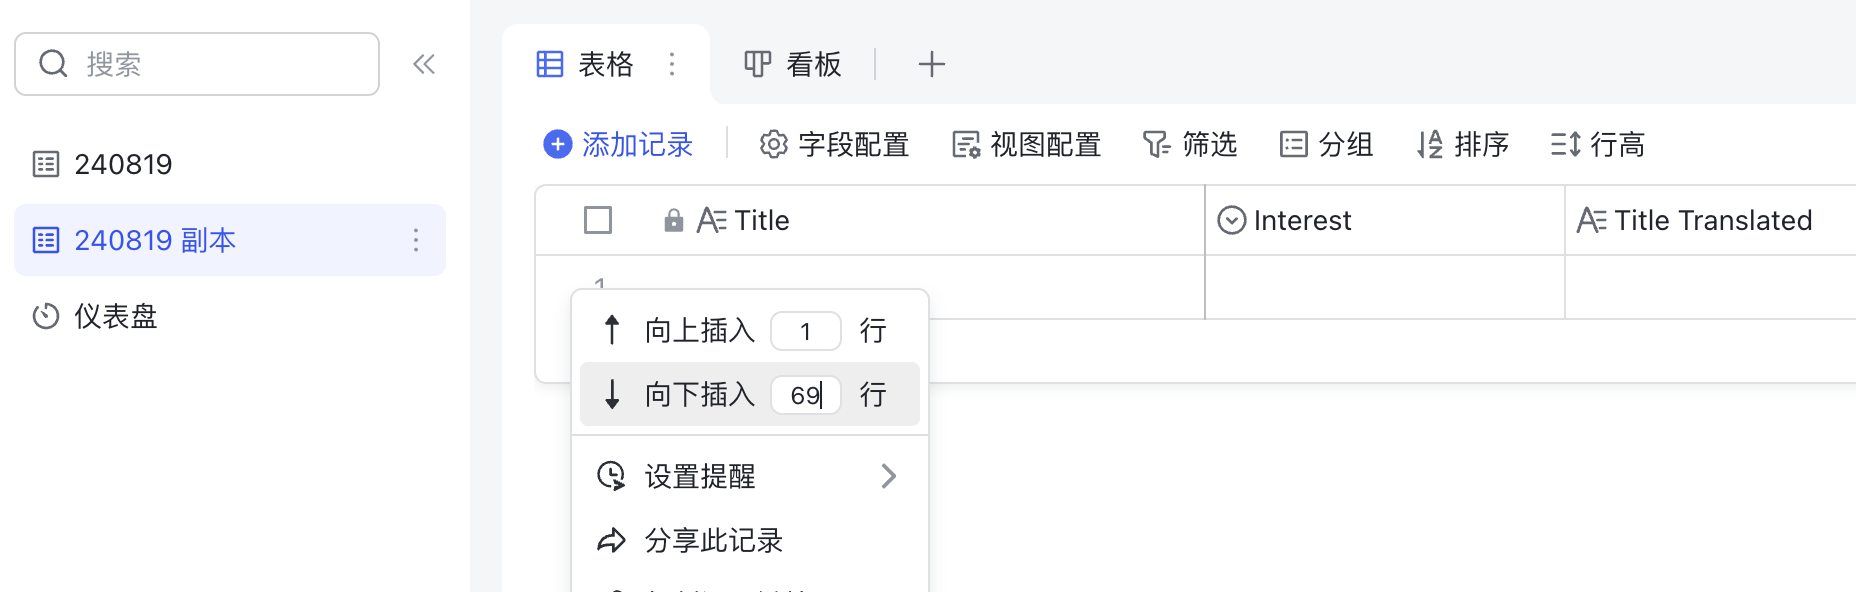 搜索
240819
240819 副本
仪表盘
表格
看板
添加记录
字段配置
视图配置
筛选
分组
排序
行高
Title
Interest
Title Translated
1
向上插入 1 行
向下插入 69 行
设置提醒
分享此记录